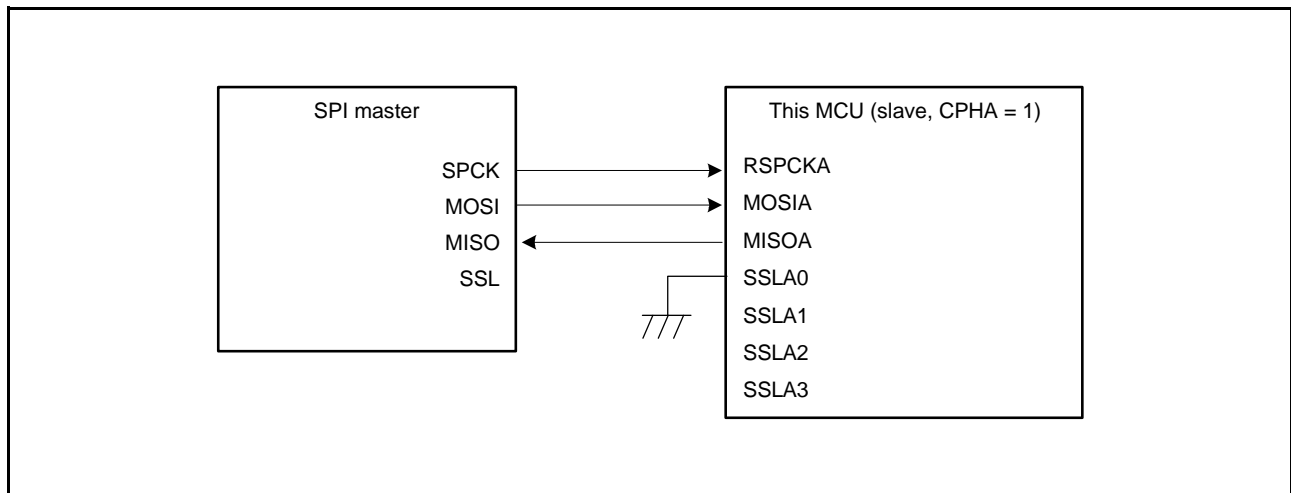 SPI master
SPCK
MOSI
MISO
SSL
This MCU (slave, CPHA = 1)
RSPCKA
MOSIA
MISOA
SSLA0
SSLA1
SSLA2
SSLA3